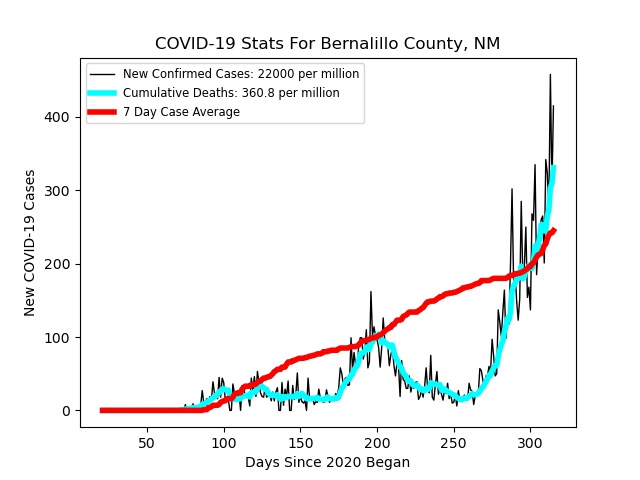 COVID-19 Stats For Bernalillo County, NM
New Confirmed Cases: 22000 per million
Cumulative Deaths: 360.8 per million
7 Day Case Average
New COVID-19 Cases
400
300
200
100
0
50 100 150 200 250 300
Days Since 2020 Began